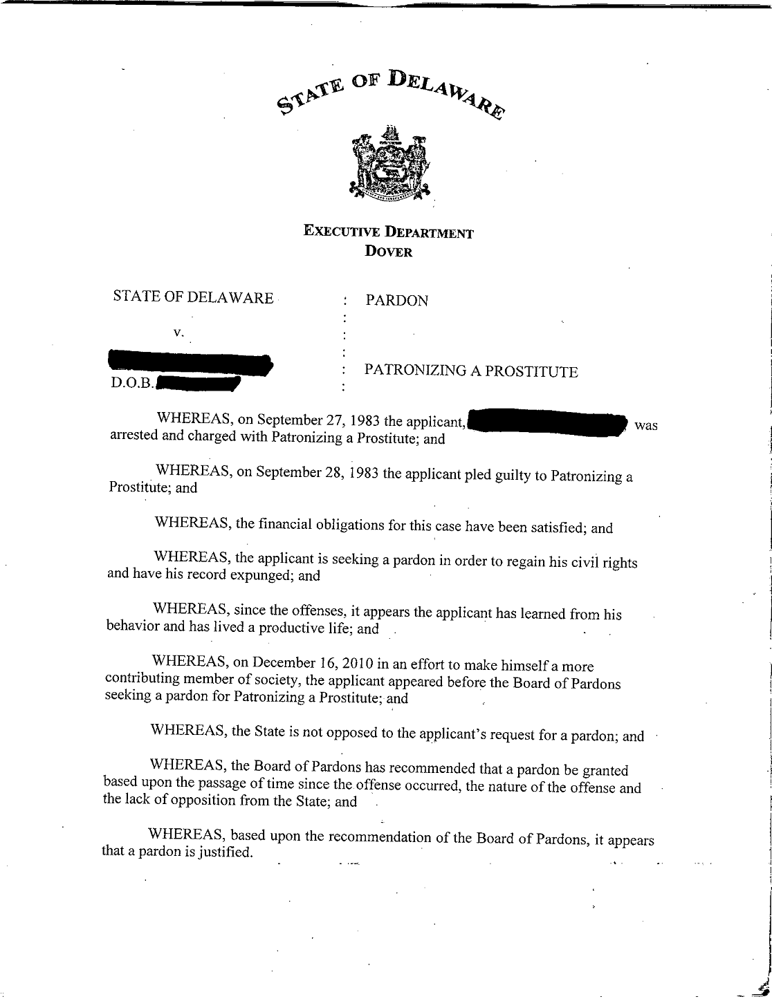 STATE OF DELAWARE
EXECUTIVE DEPARTMENT
DOVER
STATE OF DELAWARE : PARDON
:
v. :
:
: PATRONIZING A PROSTITUTE
D.O.B. :
WHEREAS, on September 27, 1983 the applicant, was
arrested and charged with Patronizing a Prostitute; and
WHEREAS, on September 28, 1983 the applicant pled guilty to Patronizing a
Prostitute; and
WHEREAS, the financial obligations for this case have been satisfied; and
WHEREAS, the applicant is seeking a pardon in order to regain his civil rights
and have his record expunged; and
WHEREAS, since the offenses, it appears the applicant has learned from his
behavior and has lived a productive life; and
WHEREAS, on December 16, 2010 in an effort to make himself a more
contributing member of society, the applicant appeared before the Board of Pardons
seeking a pardon for Patronizing a Prostitute; and
WHEREAS, the State is not opposed to the applicant's request for a pardon; and
WHEREAS, the Board of Pardons has recommended that a pardon be granted
based upon the passage of time since the offense occurred, the nature of the offense and
the lack of opposition from the State; and
WHEREAS, based upon the recommendation of the Board of Pardons, it appears
that a pardon is justified.